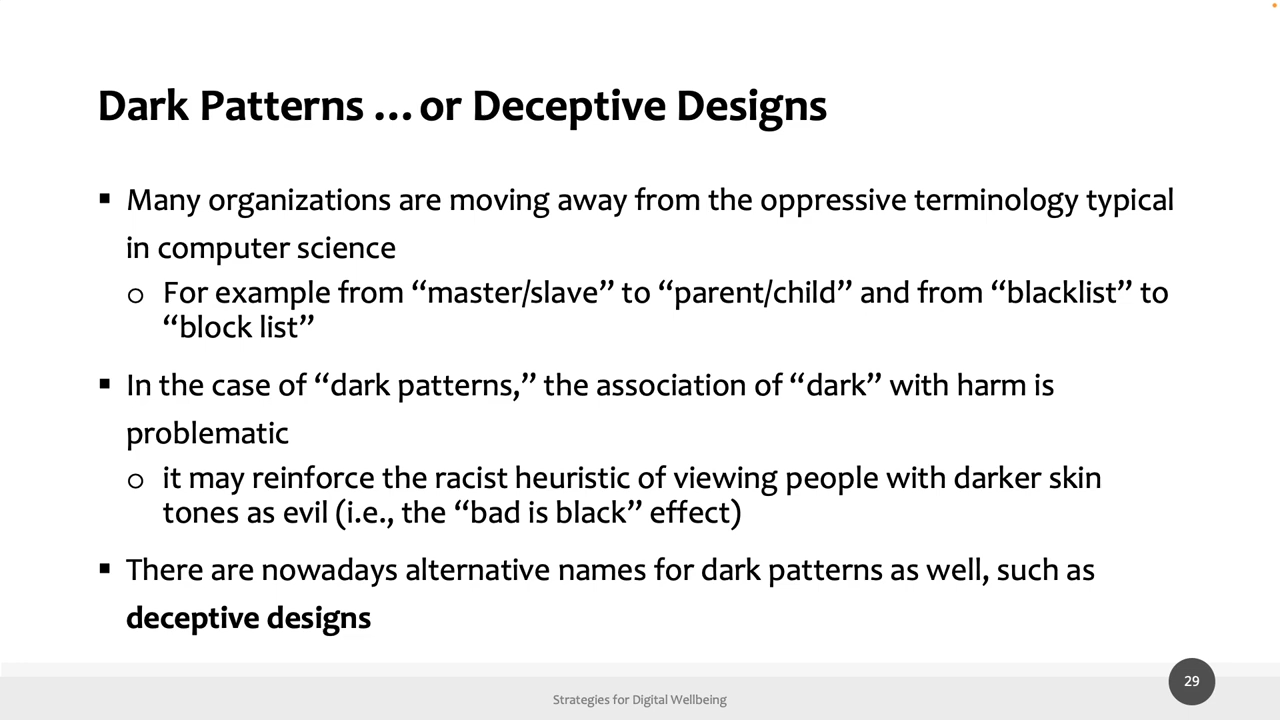 Dark Patterns … or Deceptive Designs
▪ Many organizations are moving away from the oppressive terminology typical
in computer science
o For example from “master/slave” to “parent/child” and from “blacklist” to
“block list”
▪ In the case of “dark patterns,” the association of “dark” with harm is
problematic
o it may reinforce the racist heuristic of viewing people with darker skin
tones as evil (i.e., the “bad is black” effect)
▪ There are nowadays alternative names for dark patterns as well, such as
deceptive designs
Strategies for Digital Wellbeing
29